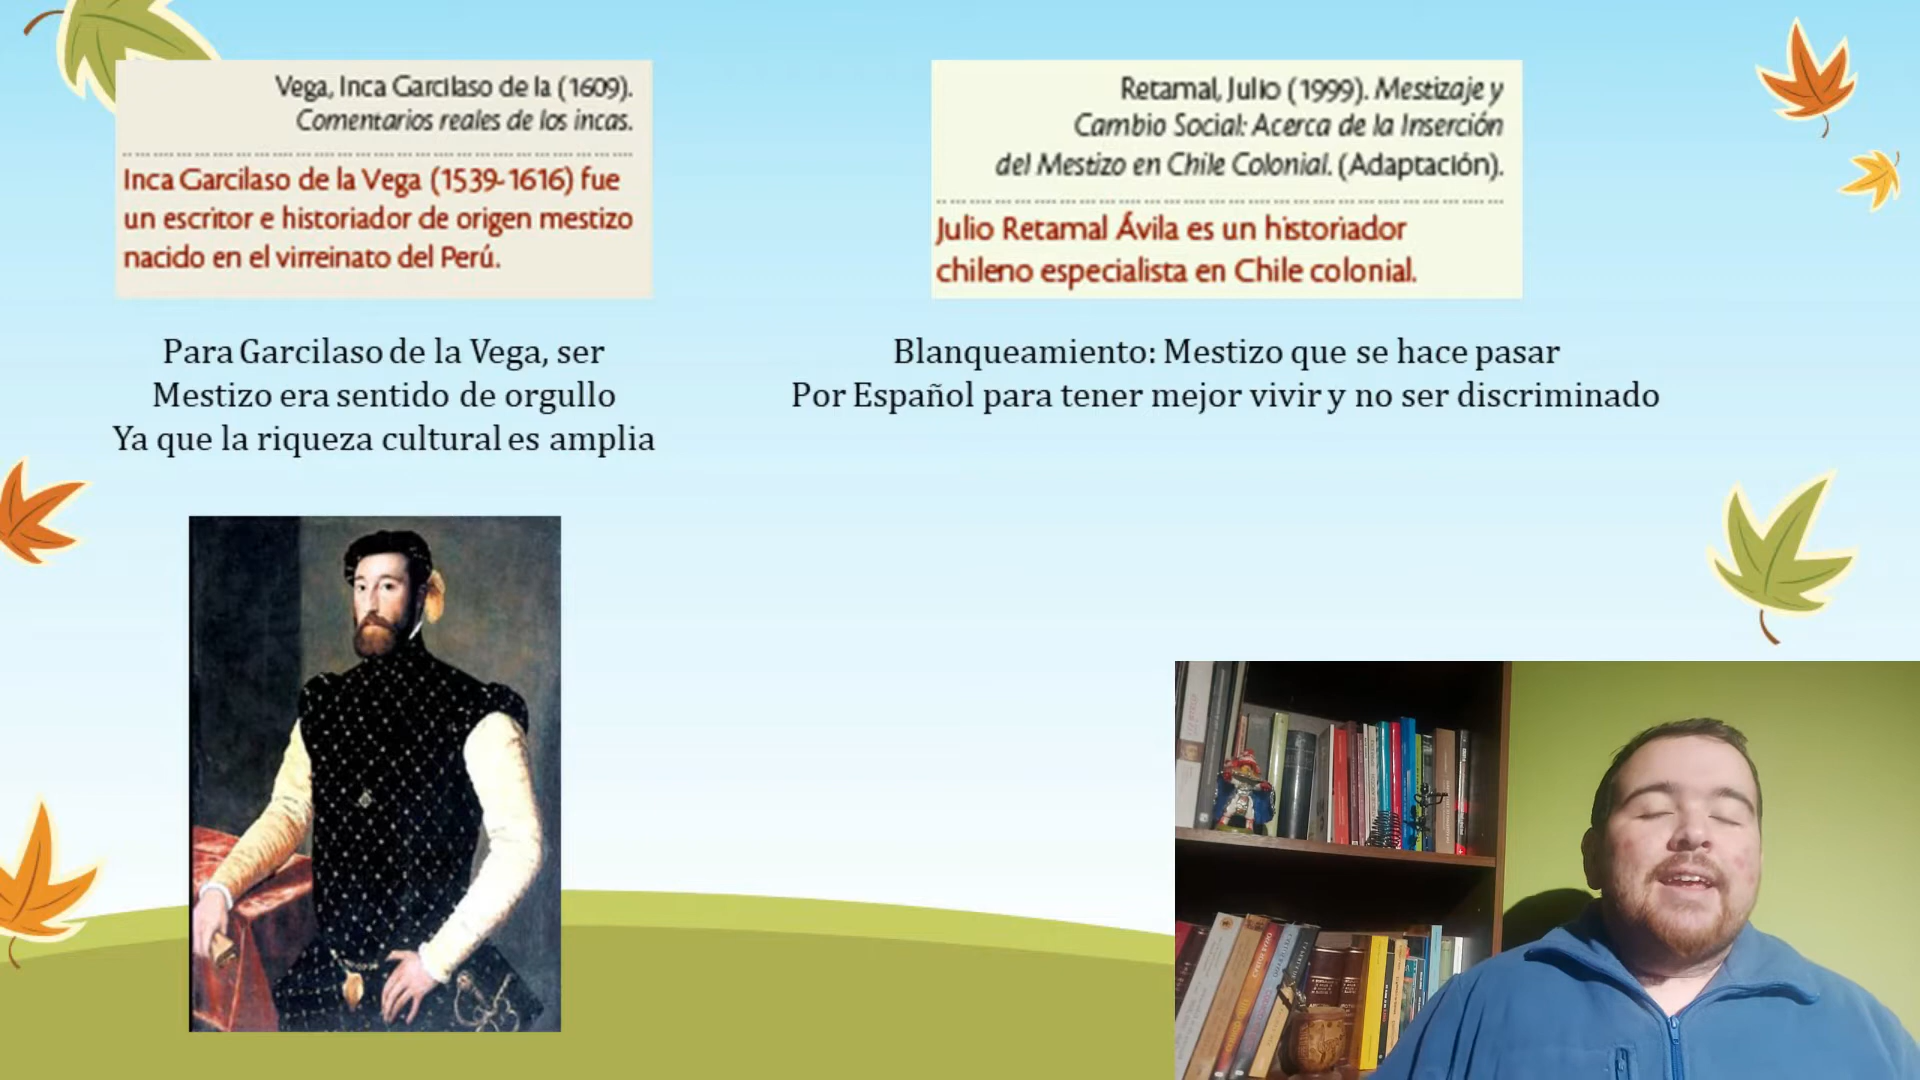 Vega, Inca Garcilaso de la (1609).
Comentarios reales de los incas.
Inca Garcilaso de la Vega (1539-1616) fue
un escritor e historiador de origen mestizo
nacido en el virreinato del Perú.
Para Garcilaso de la Vega, ser
Mestizo era sentido de orgullo
Ya que la riqueza cultural es amplia
Retamal, Julio (1999). Mestizaje y
Cambio Social: Acerca de la Inserción
del Mestizo en Chile Colonial. (Adaptación).
Julio Retamal Ávila es un historiador
chileno especialista en Chile colonial.
Blanqueamiento: Mestizo que se hace pasar
Por Español para tener mejor vivir y no ser discriminado